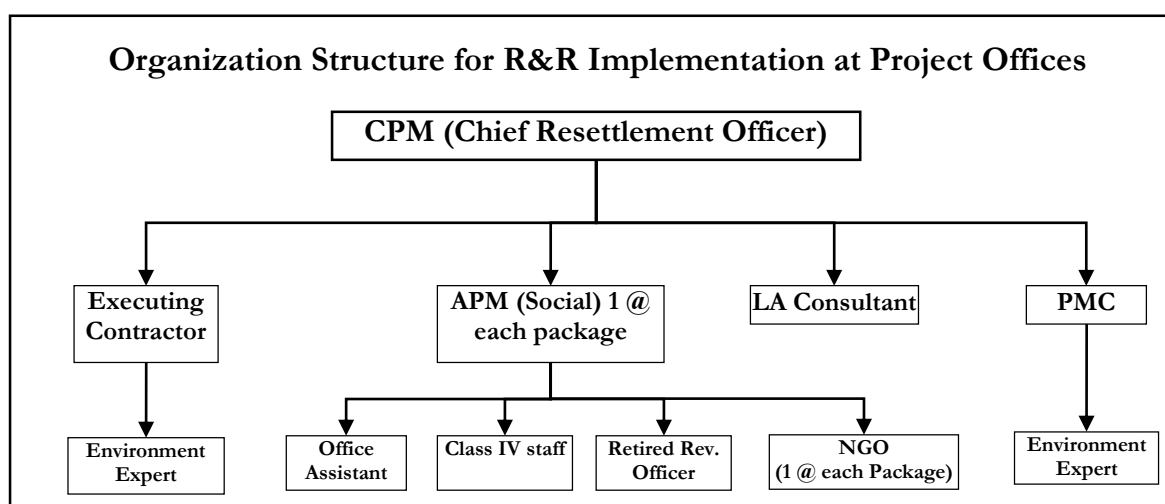 Organization Structure for R&R Implementation at Project Offices
CPM (Chief Resettlement Officer)
Executing
Contractor
APM (Social) 1 @
each package
LA Consultant
PMC
Environment
Expert
Office
Assistant
Class IV staff
Retired Rev.
Officer
NGO
(1 @ each Package)
Environment
Expert